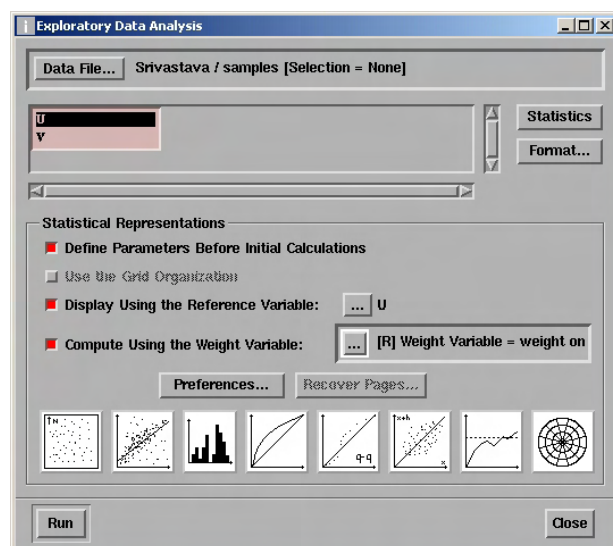 Exploratory Data Analysis
Data File... Srivastava / samples [Selection = None]
U
V
Statistics
Format...
Statistical Representations
Define Parameters Before Initial Calculations
Use the Grid Organization
Display Using the Reference Variable: ... U
Compute Using the Weight Variable: ... [R] Weight Variable = weight on
Preferences... Recover Pages...
N
q-q
x+h
x
Run Close